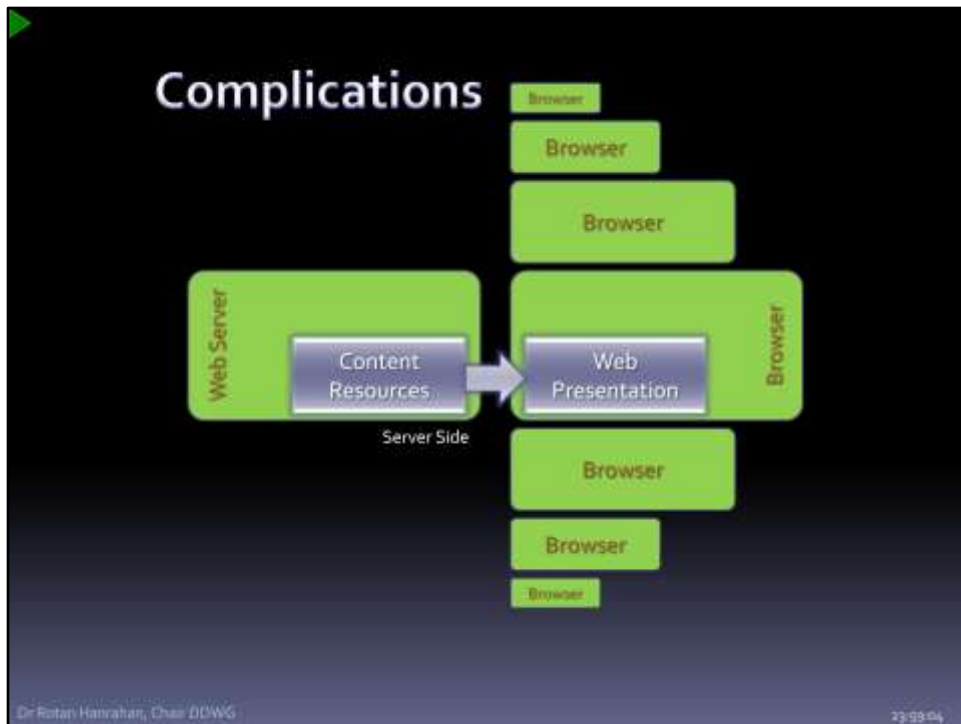 Complications
Browser
Browser
Browser
Web Server
Content
Resources
Web
Presentation
Browser
Server Side
Browser
Browser
Browser
Dr Rotan Hanrahan, Chair DDWG
23:59:04